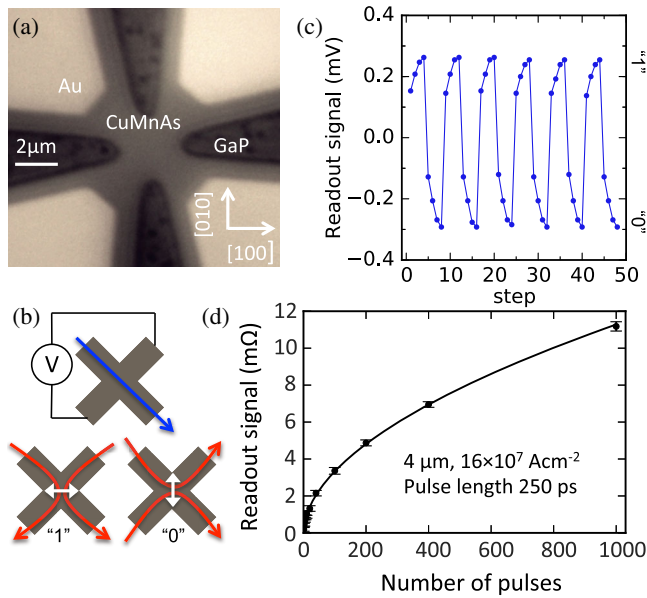 (a)
Au
CuMnAs
2μm
GaP
[010]
[100]
(b)
V
"1"
"0"
(c)
Readout signal (mV)
0.4
0.2
0.0
−0.2
−0.4
"1"
"0"
0 10 20 30 40 50
step
(d)
Readout signal (mΩ)
12
10
8
6
4
2
0
4 μm, 16×10⁷ Acm⁻²
Pulse length 250 ps
0 200 400 600 800 1000
Number of pulses